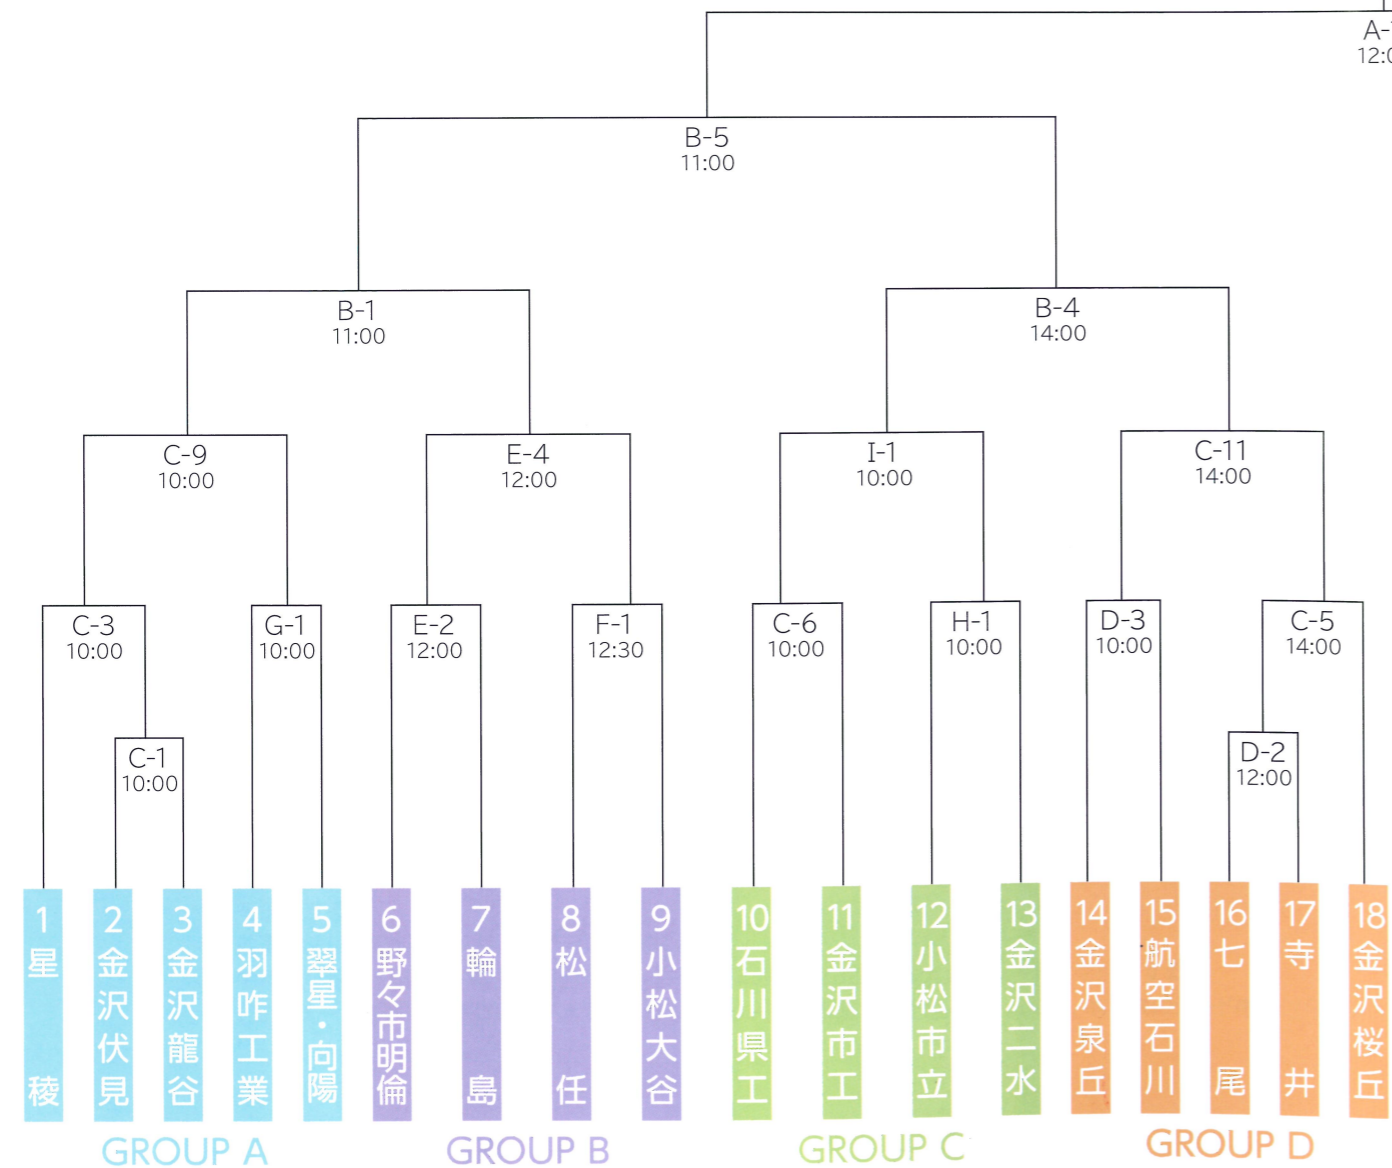 A-
12:0
B-5
11:00
B-1
11:00
B-4
14:00
C-9
10:00
E-4
12:00
I-1
10:00
C-11
14:00
C-3
10:00
G-1
10:00
E-2
12:00
F-1
12:30
C-6
10:00
H-1
10:00
D-3
10:00
C-5
14:00
C-1
10:00
D-2
12:00
1 星稜
2 金沢伏見
3 金沢龍谷
4 羽咋工業
5 翠星・向陽
6 野々市明倫
7 輪島
8 松任
9 小松大谷
10 石川県工
11 金沢市工
12 小松市立
13 金沢二水
14 金沢泉丘
15 航空石川
16 七尾
17 寺井
18 金沢桜丘
GROUP A
GROUP B
GROUP C
GROUP D